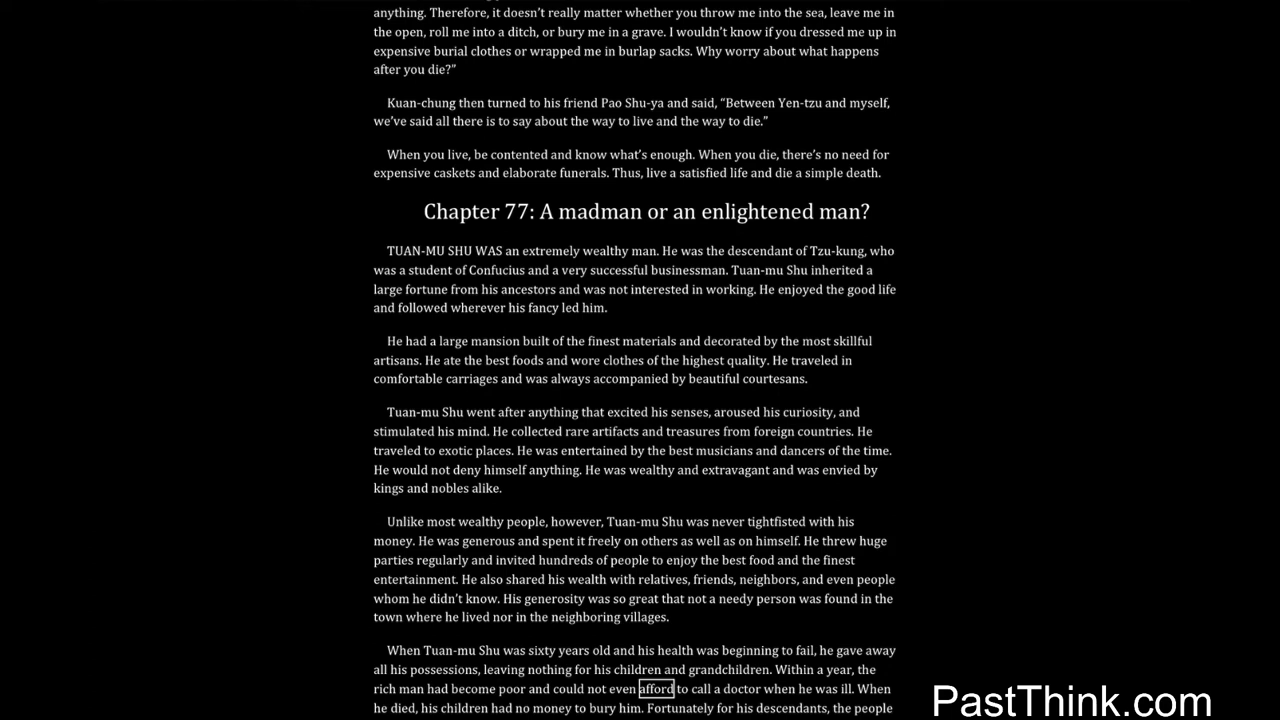 anything. Therefore, it doesn’t really matter whether you throw me into the sea, leave me in
the open, roll me into a ditch, or bury me in a grave. I wouldn’t know if you dressed me up in
expensive burial clothes or wrapped me in burlap sacks. Why worry about what happens
after you die?”
Kuan-chung then turned to his friend Pao Shu-ya and said, “Between Yen-tzu and myself,
we’ve said all there is to say about the way to live and the way to die.”
When you live, be contented and know what’s enough. When you die, there’s no need for
expensive caskets and elaborate funerals. Thus, live a satisfied life and die a simple death.
Chapter 77: A madman or an enlightened man?
TUAN-MU SHU WAS an extremely wealthy man. He was the descendant of Tzu-kung, who
was a student of Confucius and a very successful businessman. Tuan-mu Shu inherited a
large fortune from his ancestors and was not interested in working. He enjoyed the good life
and followed wherever his fancy led him.
He had a large mansion built of the finest materials and decorated by the most skillful
artisans. He ate the best foods and wore clothes of the highest quality. He traveled in
comfortable carriages and was always accompanied by beautiful courtesans.
Tuan-mu Shu went after anything that excited his senses, aroused his curiosity, and
stimulated his mind. He collected rare artifacts and treasures from foreign countries. He
traveled to exotic places. He was entertained by the best musicians and dancers of the time.
He would not deny himself anything. He was wealthy and extravagant and was envied by
kings and nobles alike.
Unlike most wealthy people, however, Tuan-mu Shu was never tightfisted with his
money. He was generous and spent it freely on others as well as on himself. He threw huge
parties regularly and invited hundreds of people to enjoy the best food and the finest
entertainment. He also shared his wealth with relatives, friends, neighbors, and even people
whom he didn’t know. His generosity was so great that not a needy person was found in the
town where he lived nor in the neighboring villages.
When Tuan-mu Shu was sixty years old and his health was beginning to fail, he gave away
all his possessions, leaving nothing for his children and grandchildren. Within a year, the
rich man had become poor and could not even afford to call a doctor when he was ill. When
he died, his children had no money to bury him. Fortunately for his descendants, the people
PastThink.com